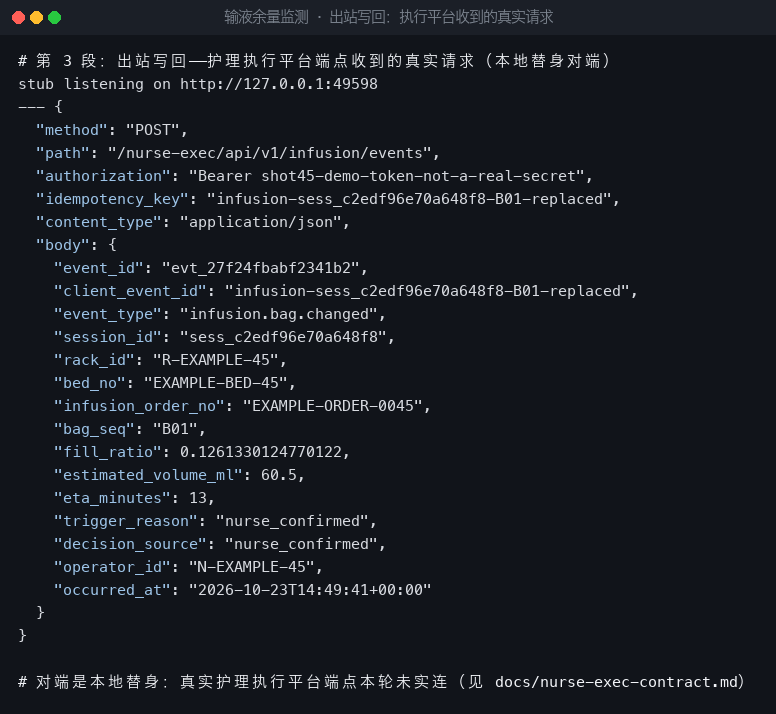 输液余量监测 · 出站写回: 执行平台收到的真实请求
# 第 3 段: 出站写回——护理执行平台端点收到的真实请求 (本地替身对端)
stub listening on http://127.0.0.1:49598
--- {
  "method": "POST",
  "path": "/nurse-exec/api/v1/infusion/events",
  "authorization": "Bearer shot45-demo-token-not-a-real-secret",
  "idempotency_key": "infusion-sess_c2edf96e70a648f8-B01-replaced",
  "content_type": "application/json",
  "body": {
    "event_id": "evt_27f24fbabf2341b2",
    "client_event_id": "infusion-sess_c2edf96e70a648f8-B01-replaced",
    "event_type": "infusion.bag.changed",
    "session_id": "sess_c2edf96e70a648f8",
    "rack_id": "R-EXAMPLE-45",
    "bed_no": "EXAMPLE-BED-45",
    "infusion_order_no": "EXAMPLE-ORDER-0045",
    "bag_seq": "B01",
    "fill_ratio": 0.1261330124770122,
    "estimated_volume_ml": 60.5,
    "eta_minutes": 13,
    "trigger_reason": "nurse_confirmed",
    "decision_source": "nurse_confirmed",
    "operator_id": "N-EXAMPLE-45",
    "occurred_at": "2026-10-23T14:49:41+00:00"
  }
}
# 对端是本地替身: 真实护理执行平台端点本轮未实连 (见 docs/nurse-exec-contract.md)